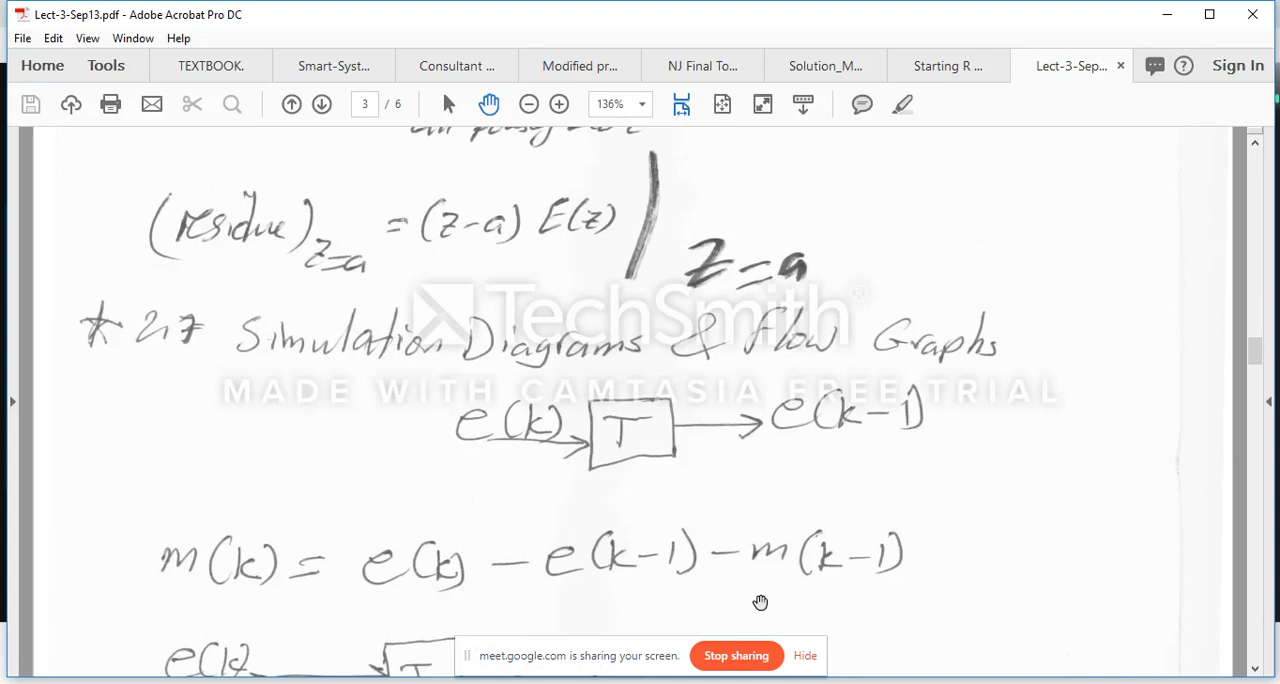 Lect-3-Sep13.pdf - Adobe Acrobat Pro DC
File Edit View Window Help
Home Tools TEXTBOOK. Smart-Syst... Consultant ... Modified pr... NJ Final To... Solution_M... Starting R ... Lect-3-Sep... × Sign In
3 / 6 136%
(residue)z=a = (z-a) E(z) | z=a
TechSmith®
* 2.7 Simulation Diagrams & Flow Graphs
MADE WITH CAMTASIA FREE TRIAL
e(k) T e(k-1)
m(k) = e(k) - e(k-1) - m(k-1)
e(k) T
meet.google.com is sharing your screen. Stop sharing Hide